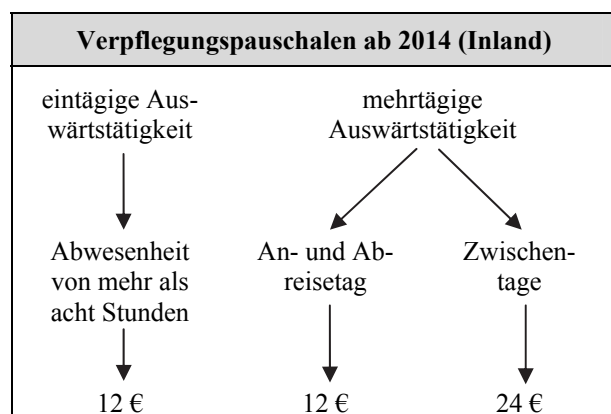 Verpflegungspauschalen ab 2014 (Inland)
eintägige Aus-
wärtstätigkeit
mehrtägige
Auswärtstätigkeit
Abwesenheit
von mehr als
acht Stunden
An- und Ab-
reisetag
Zwischen-
tage
12 €
12 €
24 €